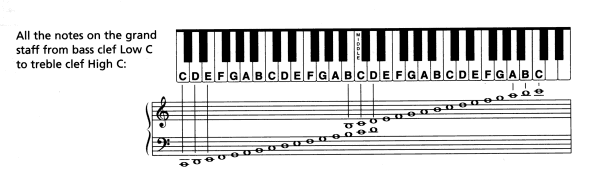 All the notes on the grand
staff from bass clef Low C
to treble clef High C:
MIDDLE
C D E F G A B C D E F G A B C D E F G A B C D E F G A B C